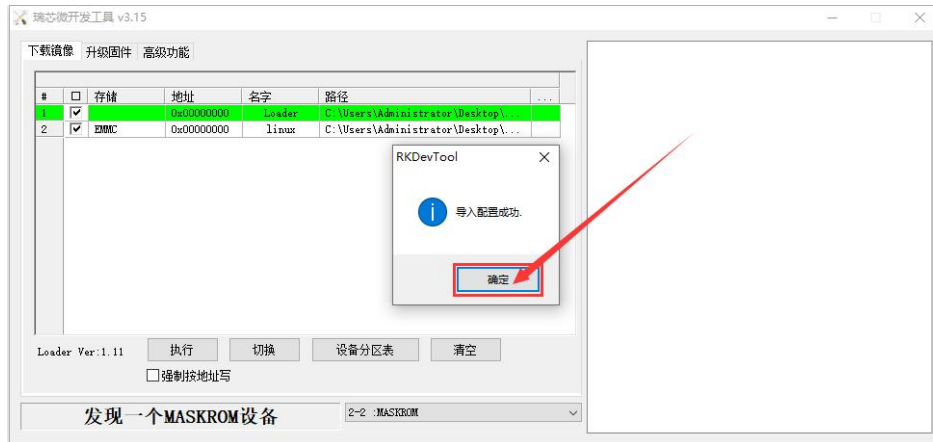 瑞芯微开发工具 v3.15
下载镜像 升级固件 高级功能
# 存储 地址 名字 路径 ...
1 0x00000000 Loader C:\Users\Administrator\Desktop\...
2 EMMC 0x00000000 linux C:\Users\Administrator\Desktop\...
RKDevTool
导入配置成功.
确定
Loader Ver:1.11 执行 切换 设备分区表 清空
强制按地址写
发现一个MASKROM设备 2-2 :MASKROM